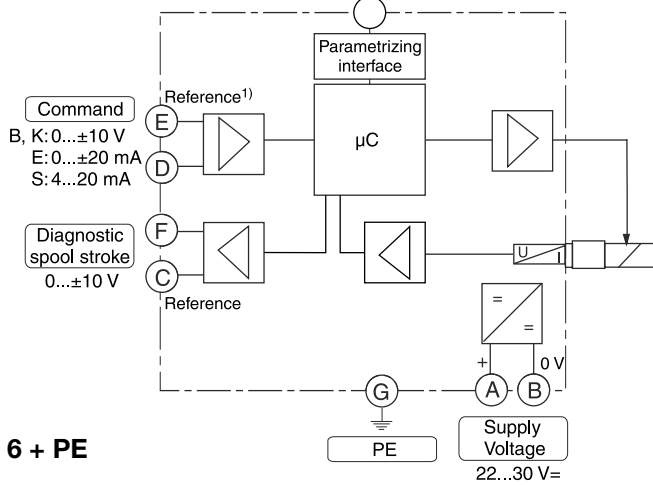 Parametrizing
interface
Reference1)
Command
E
B, K: 0...±10 V
E: 0...±20 mA
S: 4...20 mA
D
µC
F
Diagnostic
spool stroke
0...±10 V
C
Reference
U
I
=
=
+
0 V
G
A
B
PE
Supply
Voltage
22...30 V=
6 + PE